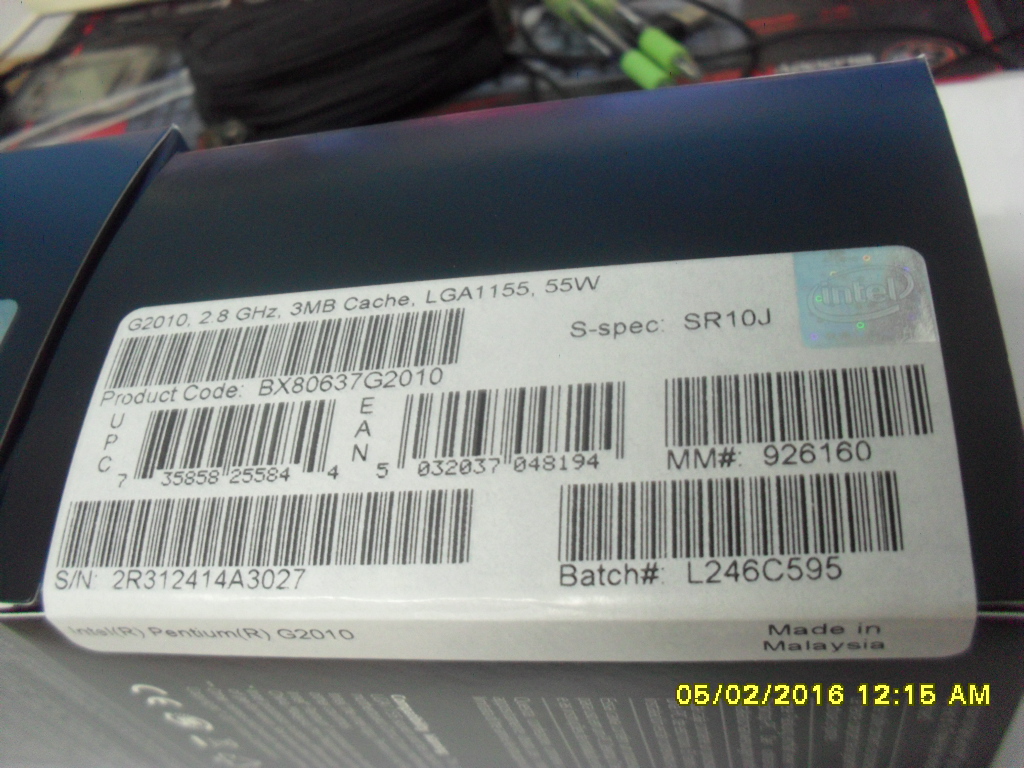 G2010, 2.8 GHz, 3MB Cache, LGA1155, 55W
S-spec: SR10J
intel
Product Code: BX80637G2010
UPC
7 35858 25584 4
EAN
5 032037 048194
MM#: 926160
S/N: 2R312414A3027
Batch#: L246C595
Intel(R) Pentium(R) G2010
Made in
Malaysia
05/02/2016 12:15 AM